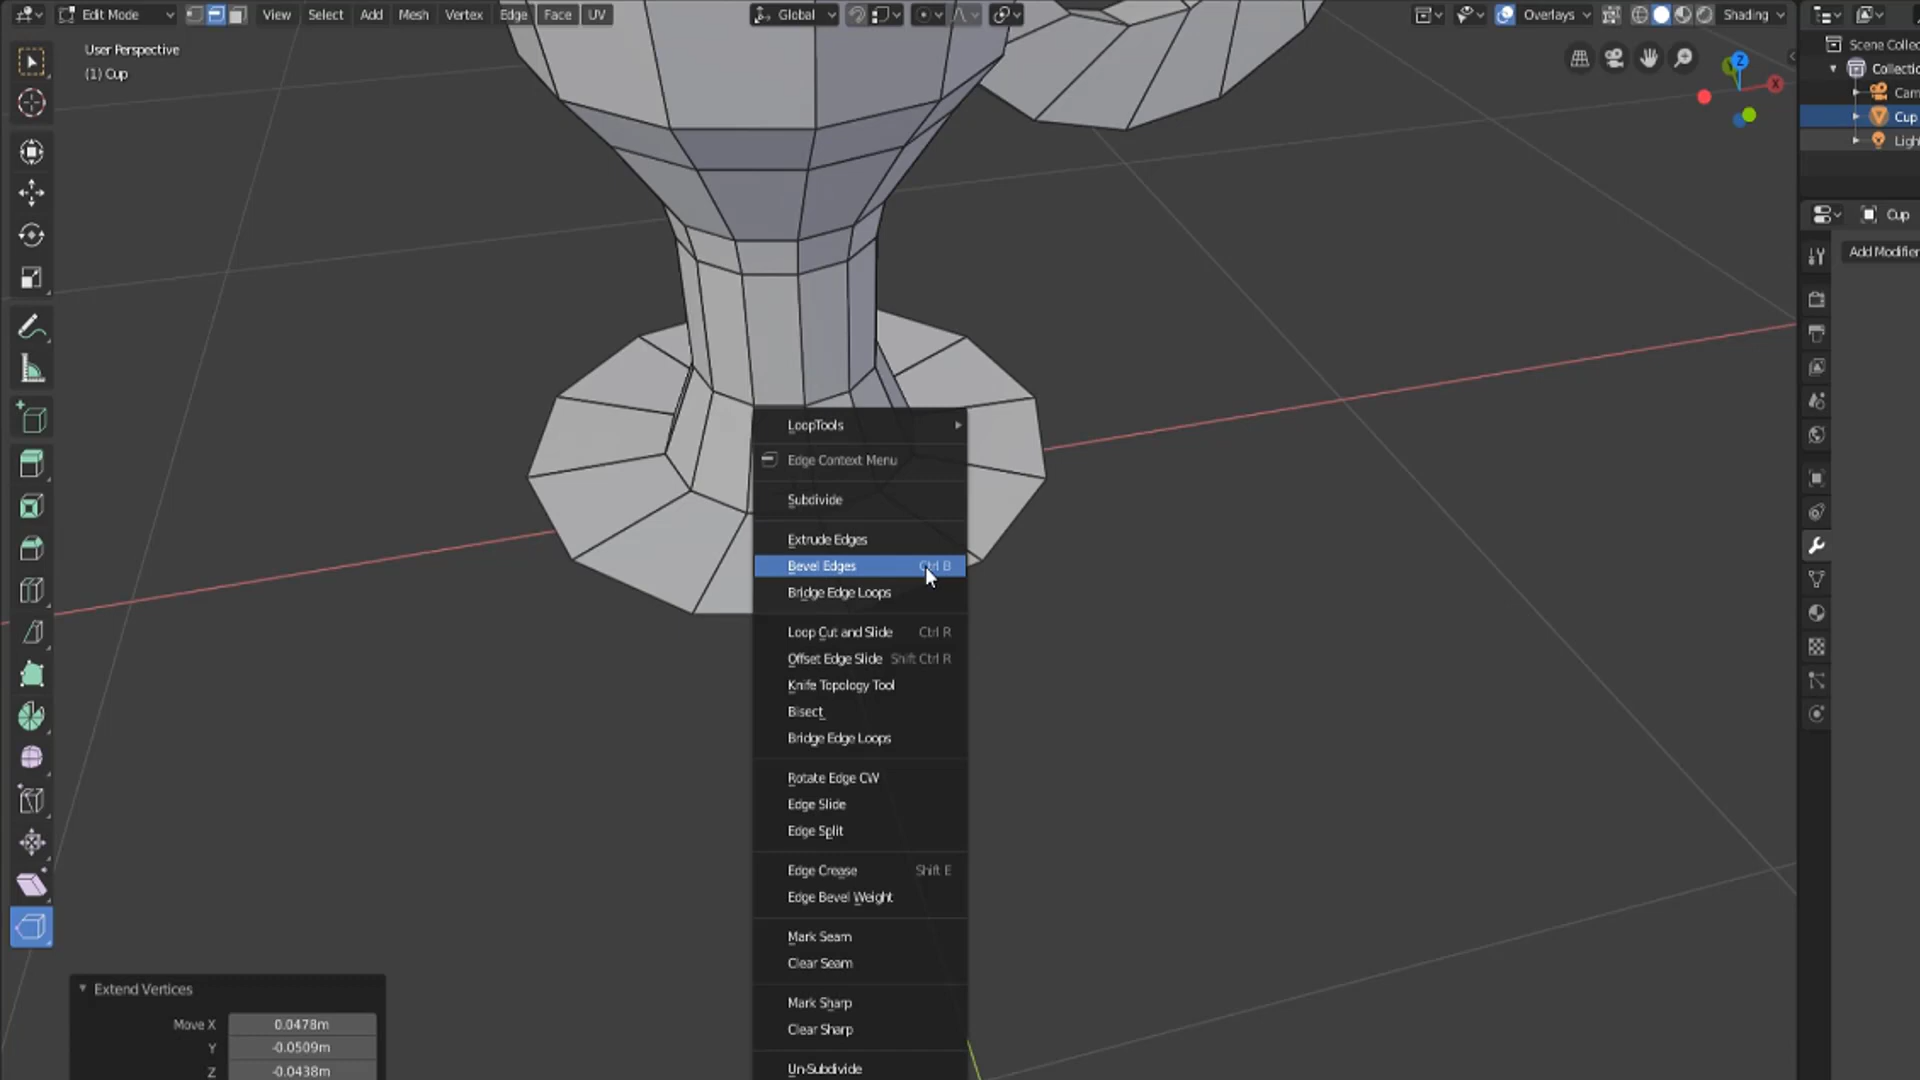 Edit Mode View Select Add Mesh Vertex Edge Face UV Global Overlays Shading
User Perspective
(1) Cup
Z
X
Scene Collec
Collectio
Cam
Cup
Ligh
Cup
Add Modifier
LoopTools
Edge Context Menu
Subdivide
Extrude Edges
Bevel Edges Ctrl B
Bridge Edge Loops
Loop Cut and Slide Ctrl R
Offset Edge Slide Shift Ctrl R
Knife Topology Tool
Bisect
Bridge Edge Loops
Rotate Edge CW
Edge Slide
Edge Split
Edge Crease Shift E
Edge Bevel Weight
Mark Seam
Clear Seam
Mark Sharp
Clear Sharp
Un-Subdivide
Extend Vertices
Move X 0.0478m
Y -0.0509m
Z -0.0438m